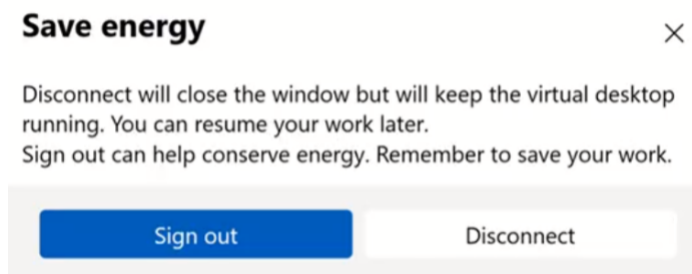 Save energy
Disconnect will close the window but will keep the virtual desktop
running. You can resume your work later.
Sign out can help conserve energy. Remember to save your work.
Sign out
Disconnect